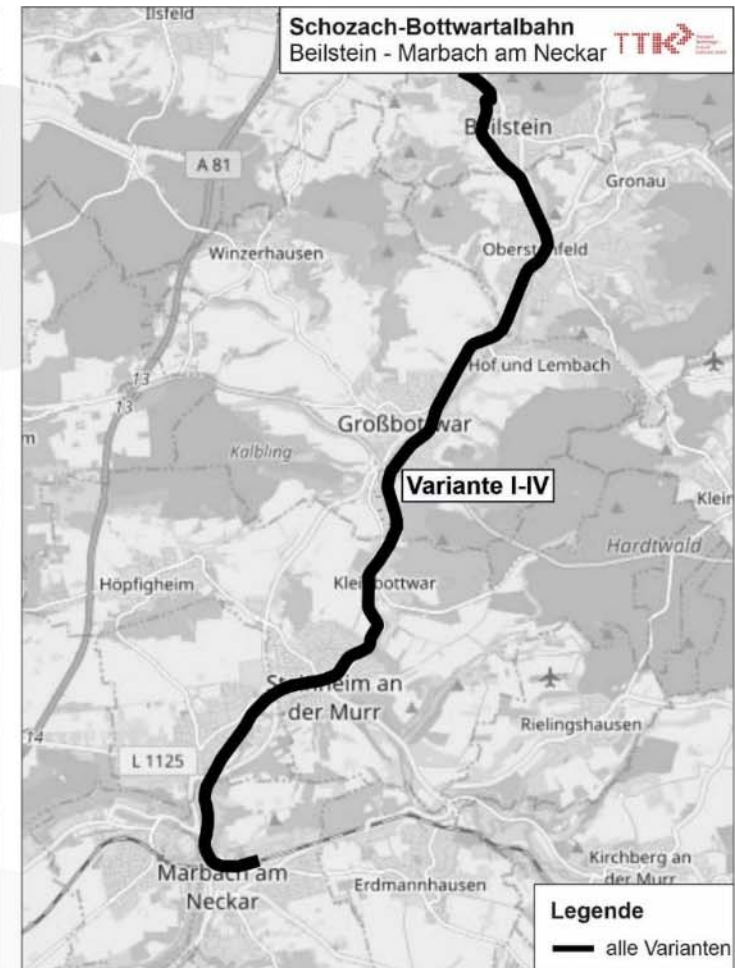 Ilsfeld
Schozach-Bottwartalbahn
Beilstein - Marbach am Neckar
TTK
Beilstein
A 81
Gronau
Winzerhausen
Oberstenfeld
13
13
Hof und Lembach
Großbottwar
Kalbling
Variante I-IV
Klein
Hardtwald
Höpfigheim
Kleinbottwar
Steinheim an
der Murr
14
L 1125
Rielingshausen
Marbach am
Neckar
Erdmannhausen
Kirchberg an
der Murr
Legende
alle Varianten